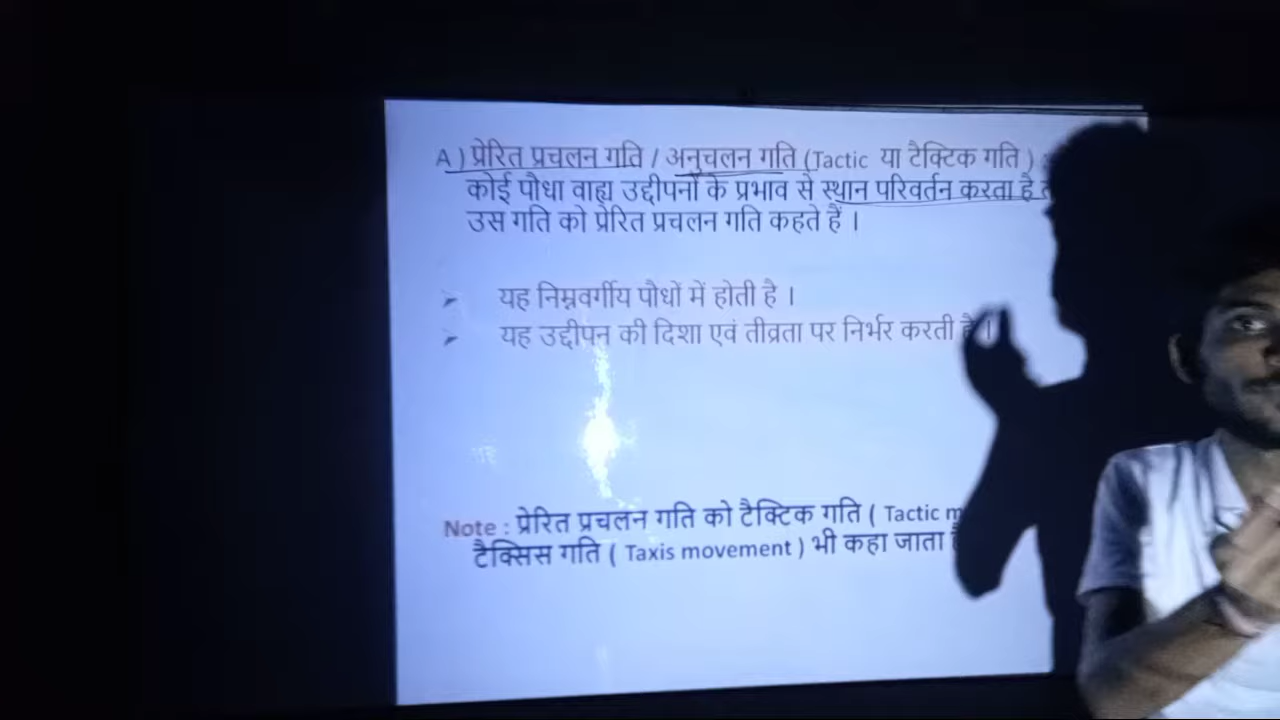 A ) प्रेरित प्रचलन गति / अनुचलन गति (Tactic या टैक्टिक गति )
कोई पौधा वाह्य उद्दीपनों के प्रभाव से स्थान परिवर्तन करता है
उस गति को प्रेरित प्रचलन गति कहते हैं ।
➢ यह निम्नवर्गीय पौधों में होती है ।
➢ यह उद्दीपन की दिशा एवं तीव्रता पर निर्भर करती है ।
Note : प्रेरित प्रचलन गति को टैक्टिक गति ( Tactic
टैक्सिस गति ( Taxis movement ) भी कहा जाता